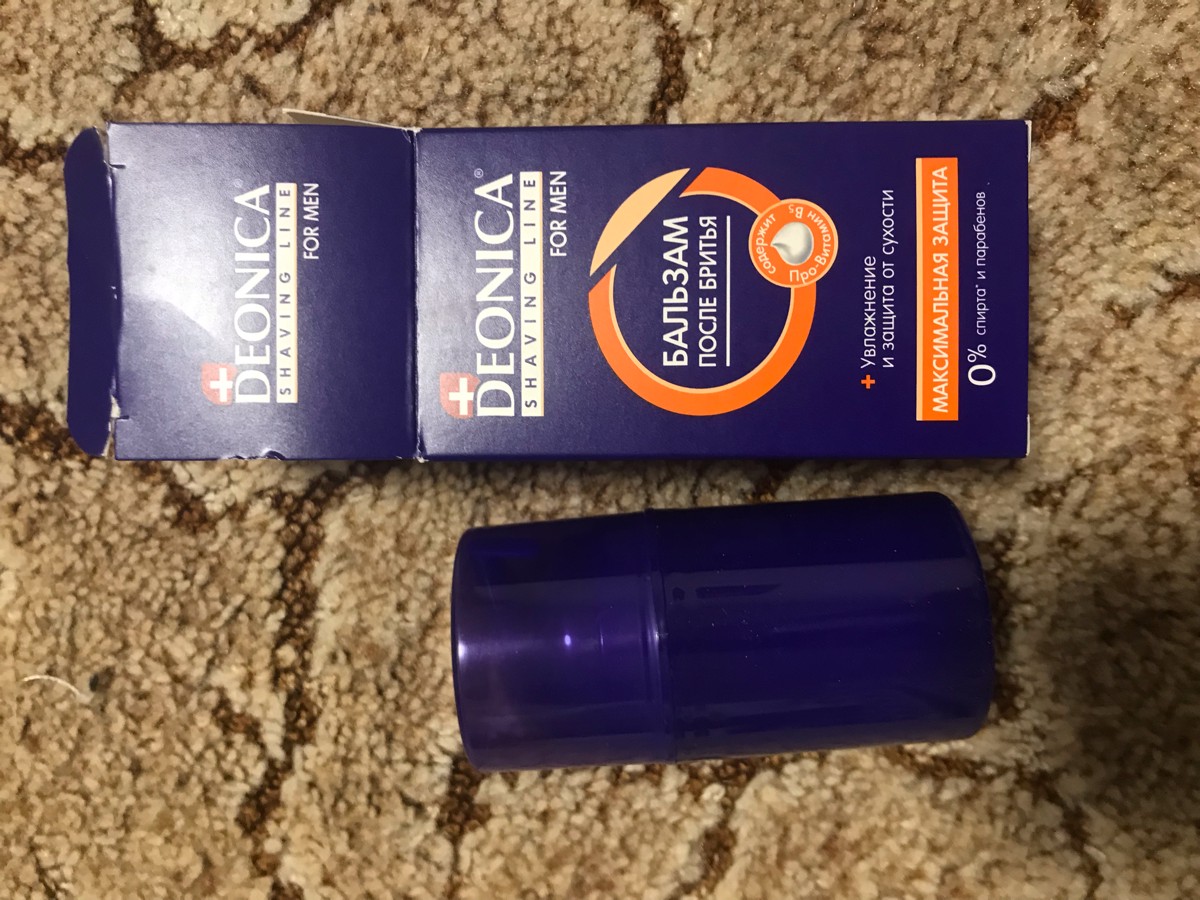 DEONICA
SHAVING LINE
FOR MEN
DEONICA®
SHAVING LINE
FOR MEN
БАЛЬЗАМ
ПОСЛЕ БРИТЬЯ
содержит
Про-Витамин B5
+ Увлажнение
и защита от сухости
МАКСИМАЛЬНАЯ ЗАЩИТА
0% спирта* и парабенов